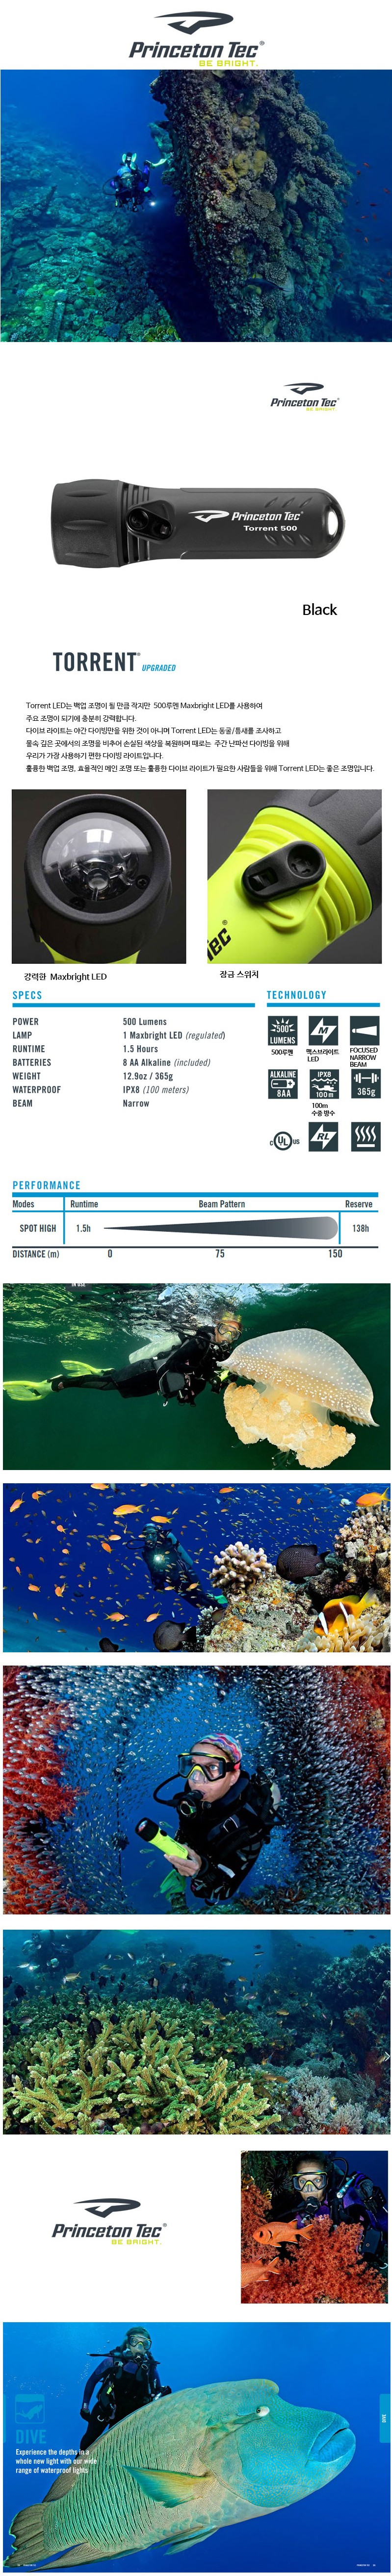 Princeton Tec®
BE BRIGHT.
Princeton Tec®
BE BRIGHT.
Princeton Tec®
Torrent 500
Black
TORRENT® UPGRADED
Torrent LED는 백업 조명이 될 만큼 작지만 500루멘 Maxbright LED를 사용하여
주요 조명이 되기에 충분히 강력합니다.
다이브 라이트는 야간 다이빙만을 위한 것이 아니며 Torrent LED는 동굴/틈새를 조사하고
물속 깊은 곳에서의 조명을 비추어 손실된 색상을 복원하며 때로는 주간 난파선 다이빙을 위해
우리가 가장 사용하기 편한 다이빙 라이트입니다.
훌륭한 백업 조명, 효율적인 메인 조명 또는 훌륭한 다이브 라이트가 필요한 사람들을 위해 Torrent LED는 좋은 조명입니다.
Tec®
강력한 Maxbright LED
잠금 스위치
SPECS
POWER 500 Lumens
LAMP 1 Maxbright LED (regulated)
RUNTIME 1.5 Hours
BATTERIES 8 AA Alkaline (included)
WEIGHT 12.9oz / 365g
WATERPROOF IPX8 (100 meters)
BEAM Narrow
TECHNOLOGY
500 LUMENS
M
500루멘
맥스브라이트 LED
FOCUSED NARROW BEAM
ALKALINE 8AA
IPX8 100m
365g
100m
수중 방수
C UL US
RL
PERFORMANCE
Modes Runtime Beam Pattern Reserve
SPOT HIGH 1.5h 138h
DISTANCE (m) 0 75 150
Princeton Tec®
BE BRIGHT.
DIVE
Experience the depths in a
whole new light with our wide
range of waterproof lights
DIVE